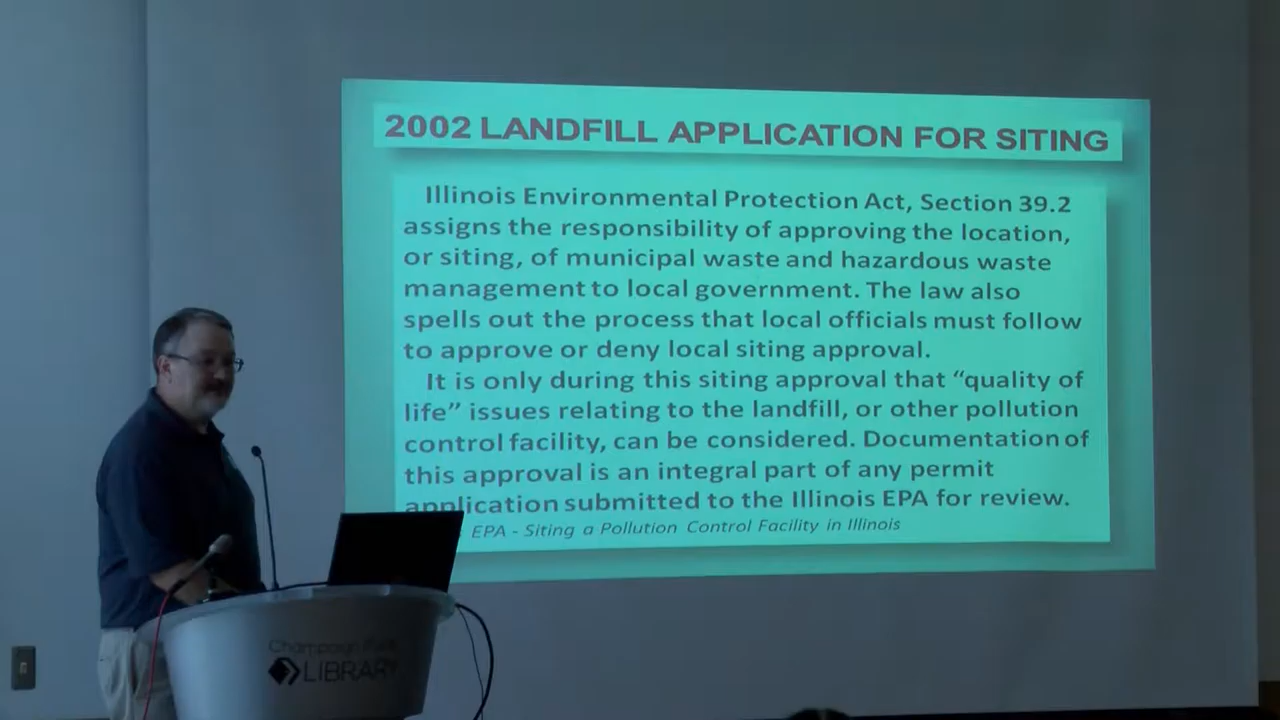 2002 LANDFILL APPLICATION FOR SITING
Illinois Environmental Protection Act, Section 39.2
assigns the responsibility of approving the location,
or siting, of municipal waste and hazardous waste
management to local government. The law also
spells out the process that local officials must follow
to approve or deny local siting approval.
It is only during this siting approval that “quality of
life” issues relating to the landfill, or other pollution
control facility, can be considered. Documentation of
this approval is an integral part of any permit
application submitted to the Illinois EPA for review.
EPA - Siting a Pollution Control Facility in Illinois
Champaign
LIBRARY